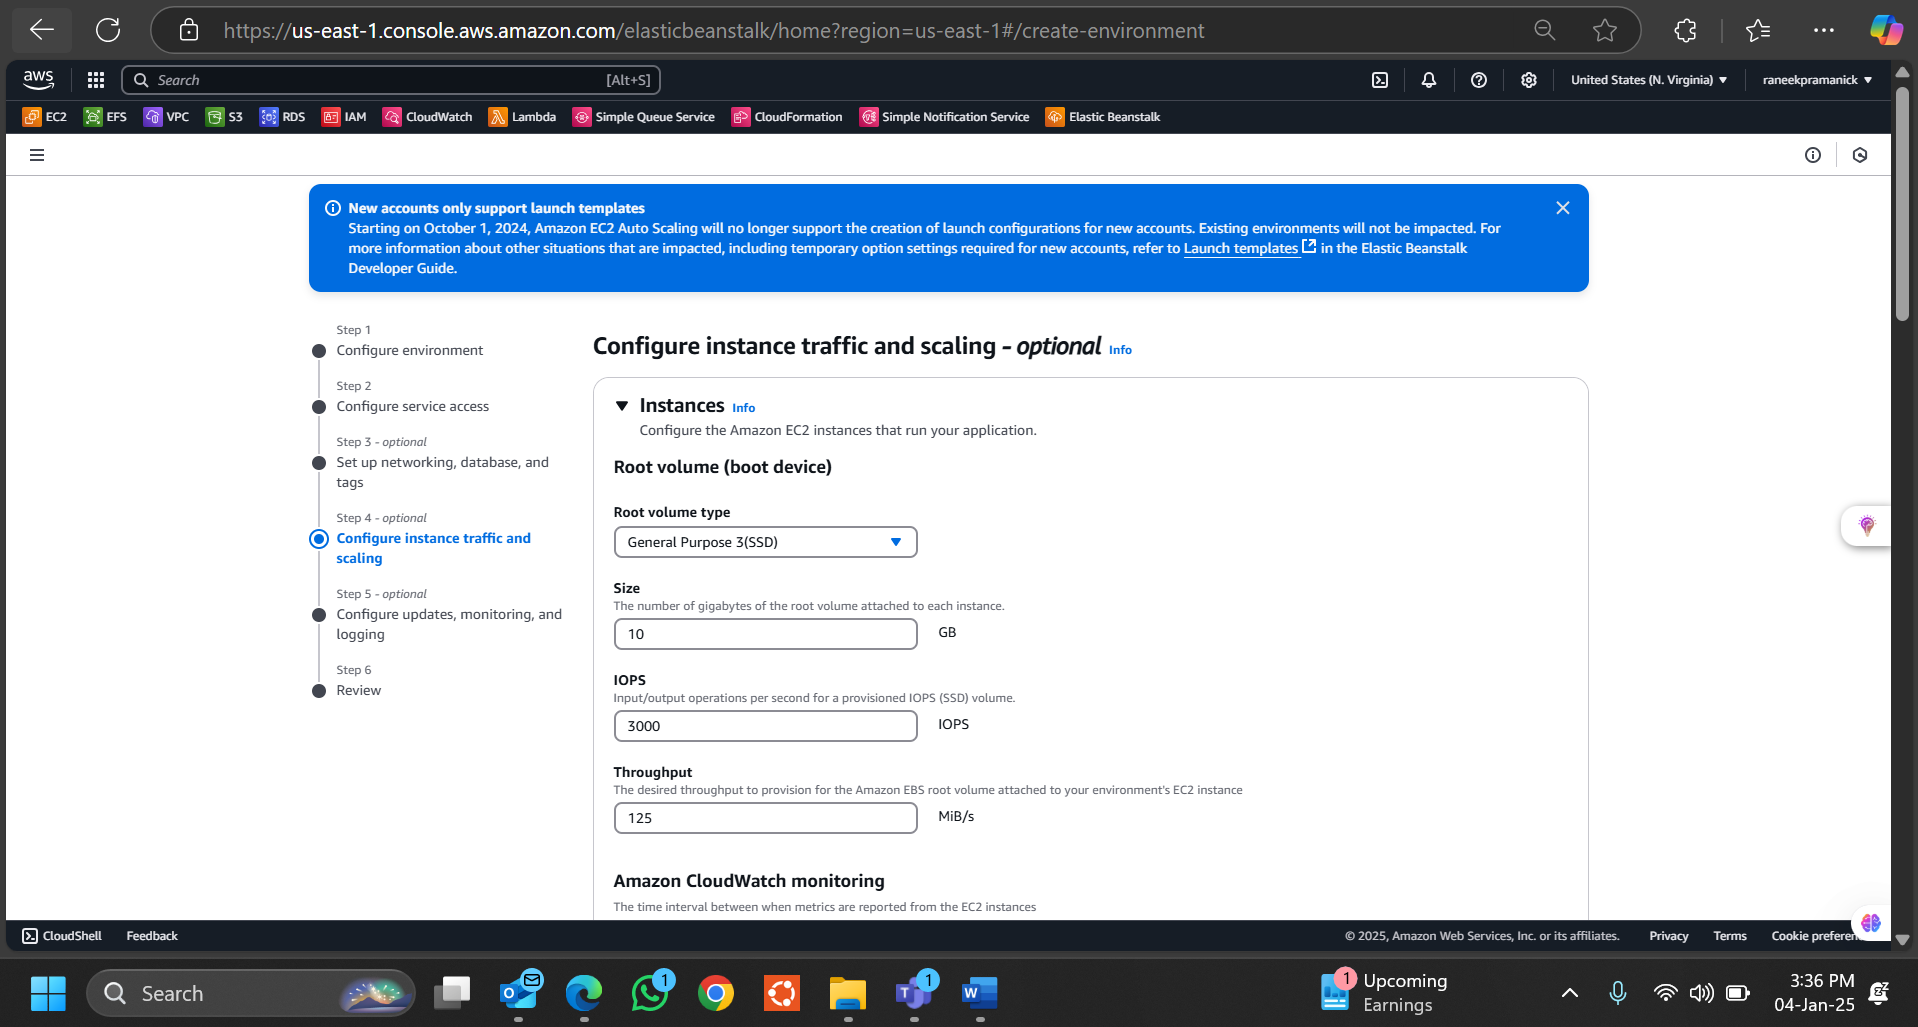 https://us-east-1.console.aws.amazon.com/elasticbeanstalk/home?region=us-east-1#/create-environment
aws
Search
[Alt+S]
United States (N. Virginia)
raneekpramanick
EC2
EFS
VPC
S3
RDS
IAM
CloudWatch
Lambda
Simple Queue Service
CloudFormation
Simple Notification Service
Elastic Beanstalk
New accounts only support launch templates
Starting on October 1, 2024, Amazon EC2 Auto Scaling will no longer support the creation of launch configurations for new accounts. Existing environments will not be impacted. For
more information about other situations that are impacted, including temporary option settings required for new accounts, refer to Launch templates in the Elastic Beanstalk
Developer Guide.
Step 1
Configure environment
Step 2
Configure service access
Step 3 - optional
Set up networking, database, and
tags
Step 4 - optional
Configure instance traffic and
scaling
Step 5 - optional
Configure updates, monitoring, and
logging
Step 6
Review
Configure instance traffic and scaling - optional Info
Instances Info
Configure the Amazon EC2 instances that run your application.
Root volume (boot device)
Root volume type
General Purpose 3(SSD)
Size
The number of gigabytes of the root volume attached to each instance.
10 GB
IOPS
Input/output operations per second for a provisioned IOPS (SSD) volume.
3000 IOPS
Throughput
The desired throughput to provision for the Amazon EBS root volume attached to your environment's EC2 instance
125 MiB/s
Amazon CloudWatch monitoring
The time interval between when metrics are reported from the EC2 instances
CloudShell
Feedback
© 2025, Amazon Web Services, Inc. or its affiliates.
Privacy
Terms
Cookie preferen
Search
1
1
1
Upcoming
Earnings
3:36 PM
04-Jan-25